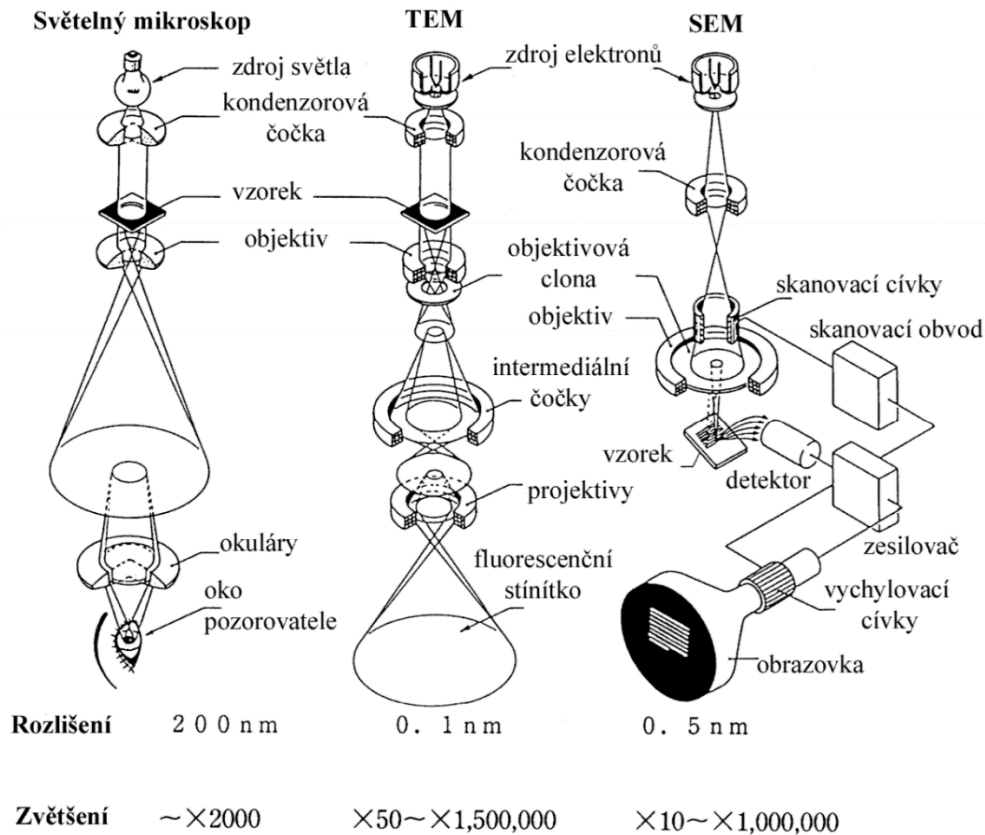 Světelný mikroskop
TEM
SEM
zdroj světla
zdroj elektronů
kondenzorová
čočka
kondenzorová
čočka
vzorek
objektiv
objektivová
clona
objektiv
skanovací cívky
skanovací obvod
intermediální
čočky
vzorek
detektor
projektivy
zesilovač
okuláry
fluorescenční
stínítko
oko
pozorovatele
vychylovací
cívky
obrazovka
Rozlišení 200nm 0. 1nm 0. 5nm
Zvětšení ~×2000 ×50~×1,500,000 ×10~×1,000,000